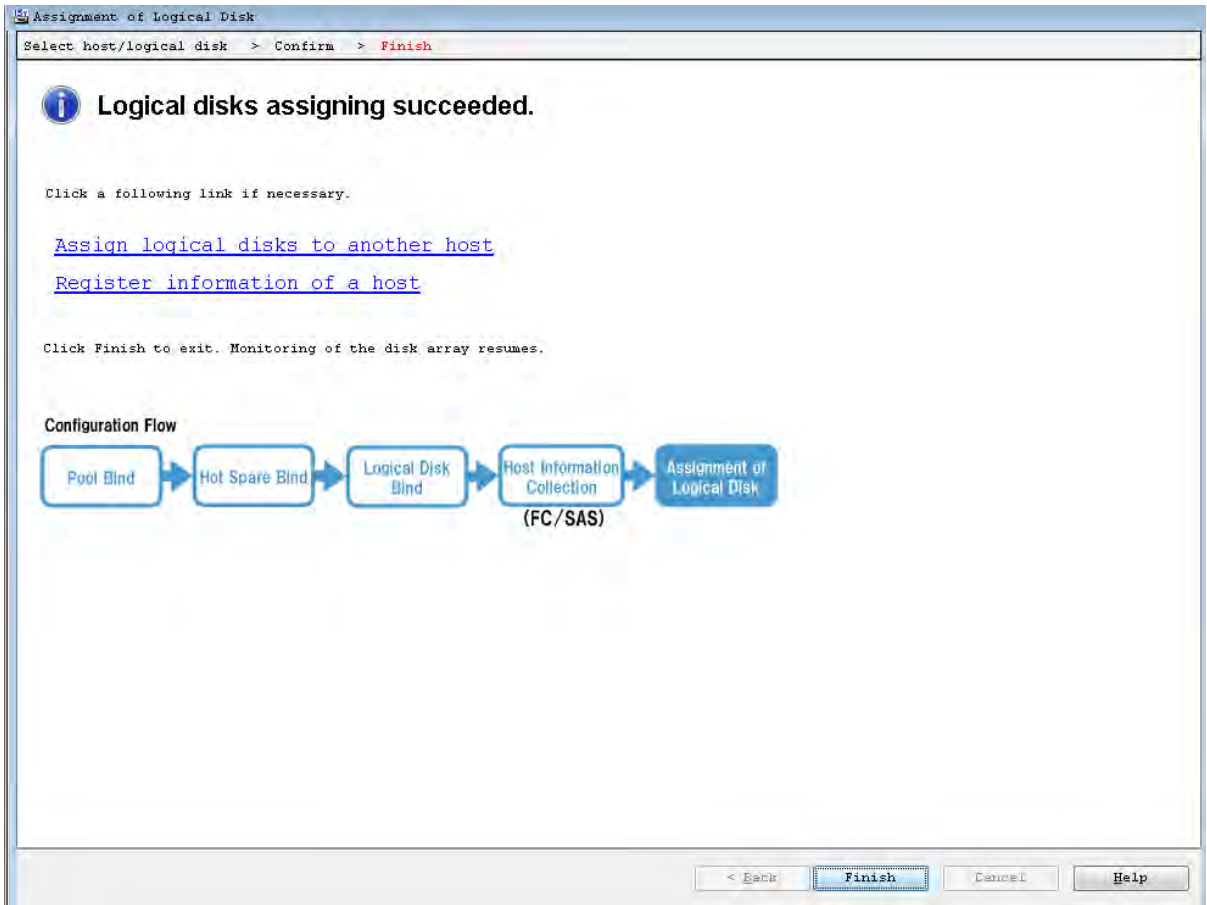 Assignment of Logical Disk
Select host/logical disk > Confirm > Finish
Logical disks assigning succeeded.
Click a following link if necessary.
Assign logical disks to another host
Register information of a host
Click Finish to exit. Monitoring of the disk array resumes.
Configuration Flow
Pool Bind
Hot Spare Bind
Logical Disk
Bind
Host Information
Collection
Assignment of
Logical Disk
(FC/SAS)
< Back Finish Cancel Help